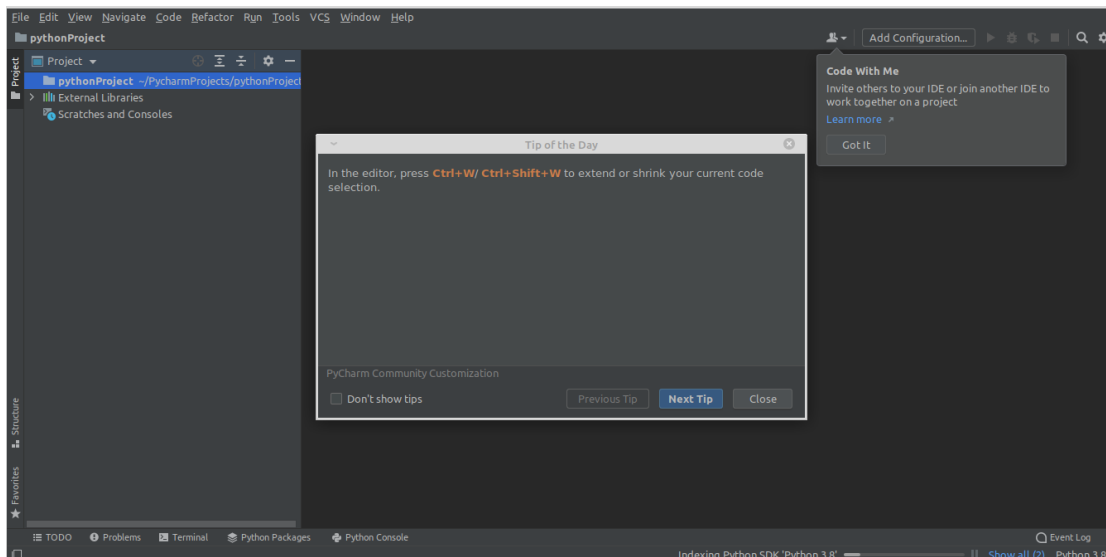 File Edit View Navigate Code Refactor Run Tools VCS Window Help
pythonProject
Add Configuration...
Project
Project
pythonProject ~/PycharmProjects/pythonProject
External Libraries
Scratches and Consoles
Code With Me
Invite others to your IDE or join another IDE to
work together on a project
Learn more
Got It
Tip of the Day
In the editor, press Ctrl+W/ Ctrl+Shift+W to extend or shrink your current code
selection.
PyCharm Community Customization
Don't show tips
Previous Tip
Next Tip
Close
Structure
Favorites
TODO
Problems
Terminal
Python Packages
Python Console
Event Log
Indexing Python SDK 'Python 3.8'
Show all (2)
Python 3.8